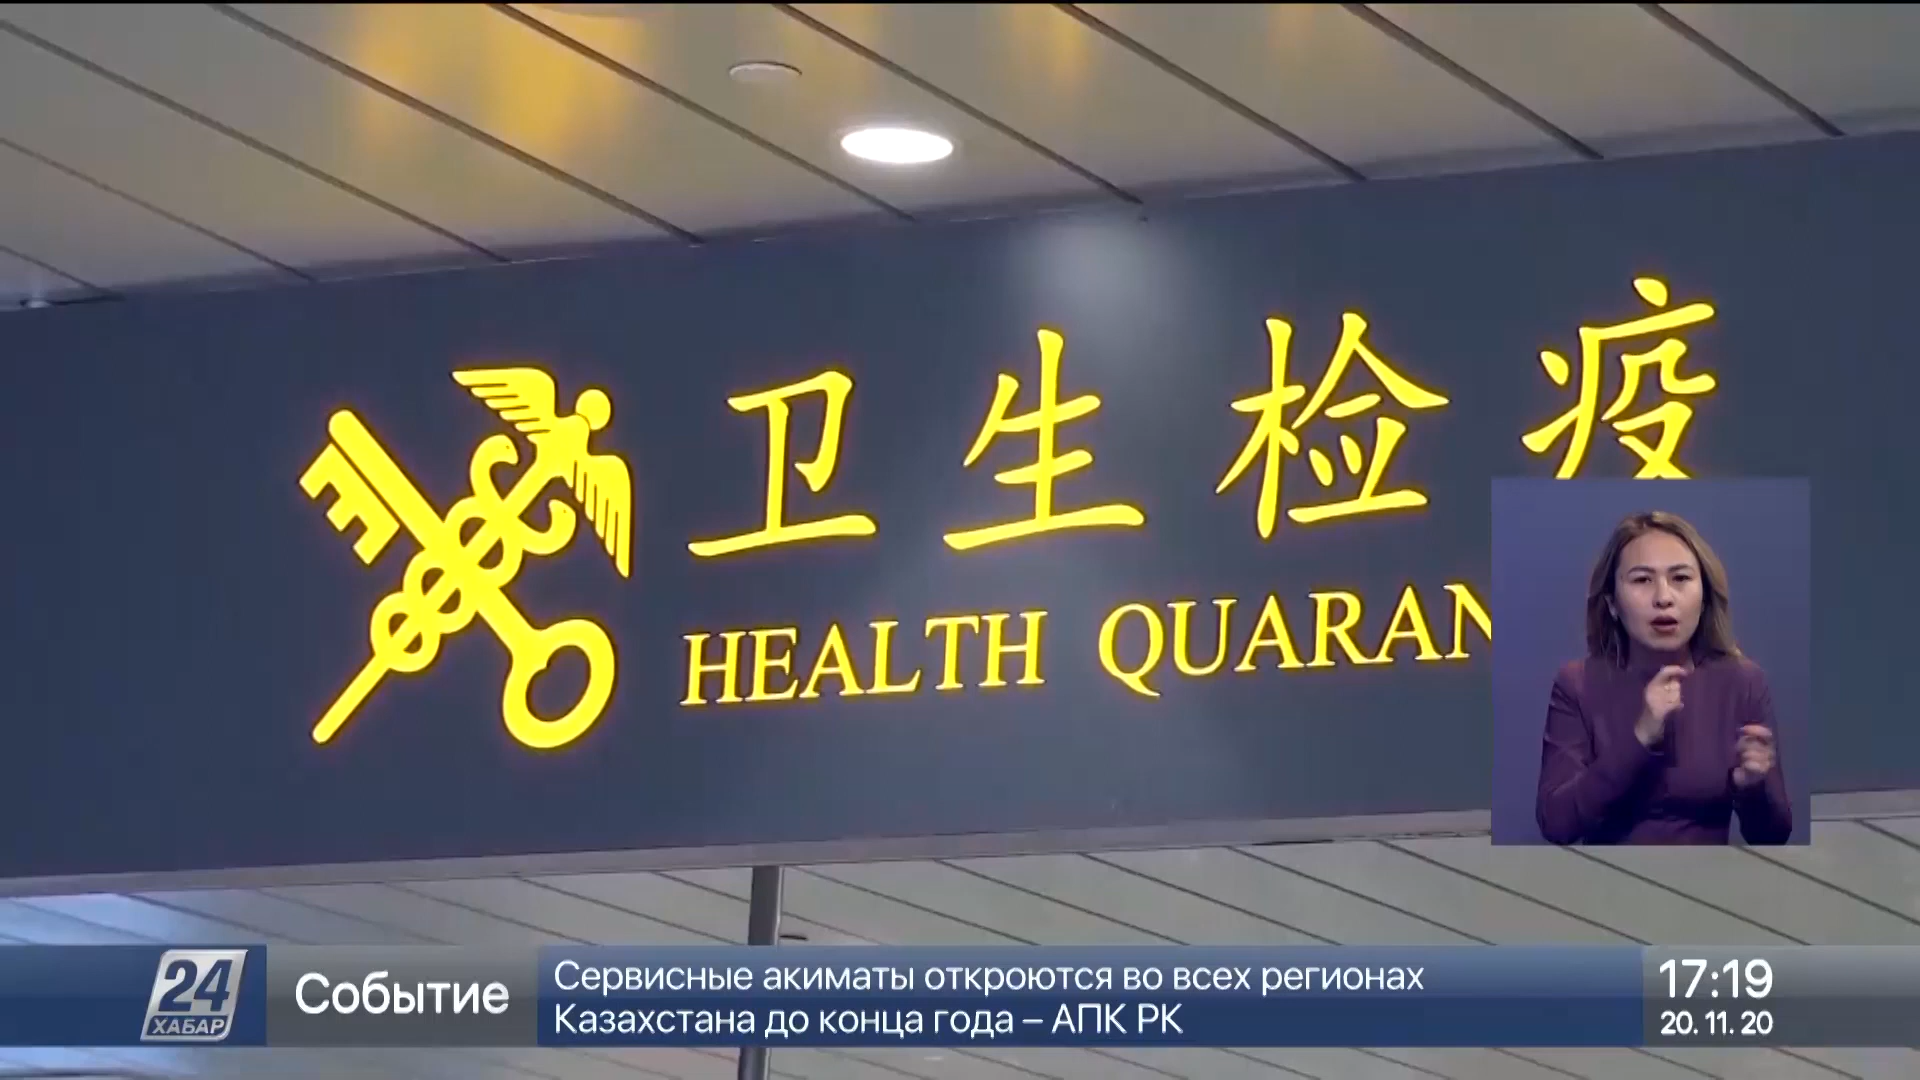 卫生检疫
HEALTH QUARAN
24
ХАБАР
Событие
Сервисные акиматы откроются во всех регионах
Казахстана до конца года – АПК РК
17:19
20. 11. 20